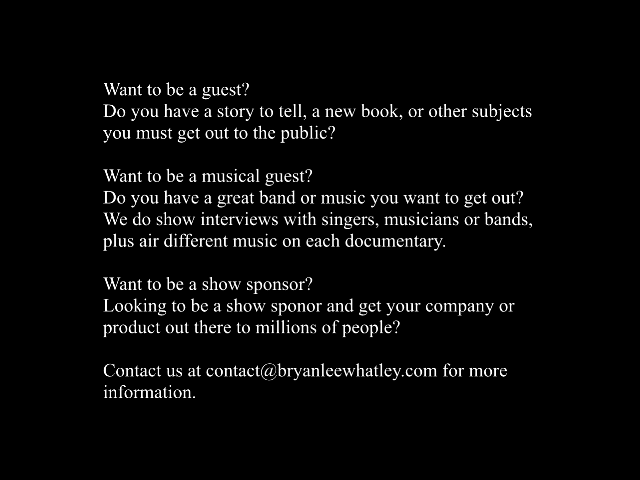 Want to be a guest?
Do you have a story to tell, a new book, or other subjects
you must get out to the public?
Want to be a musical guest?
Do you have a great band or music you want to get out?
We do show interviews with singers, musicians or bands,
plus air different music on each documentary.
Want to be a show sponsor?
Looking to be a show sponor and get your company or
product out there to millions of people?
Contact us at contact@bryanleewhatley.com for more
information.